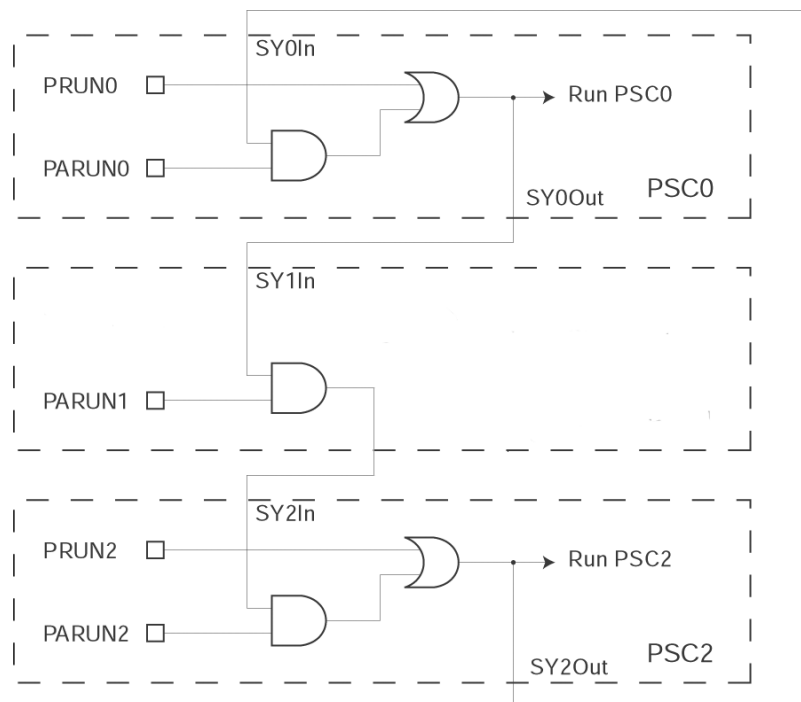 SY0In
PRUN0
Run PSC0
PARUN0
PSC0
SY0Out
SY1In
PARUN1
SY2In
PRUN2
Run PSC2
PARUN2
PSC2
SY2Out